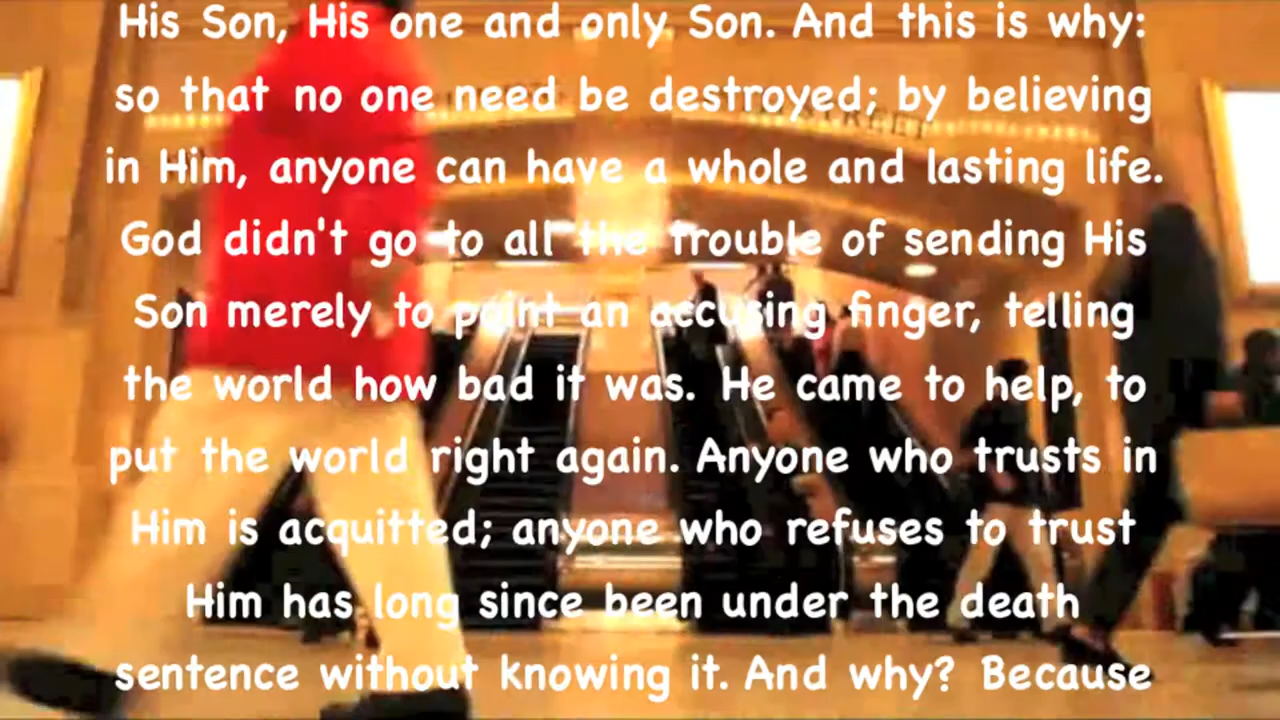 His Son, His one and only Son. And this is why:
so that no one need be destroyed; by believing
in Him, anyone can have a whole and lasting life.
God didn't go to all the trouble of sending His
Son merely to point an accusing finger, telling
the world how bad it was. He came to help, to
put the world right again. Anyone who trusts in
Him is acquitted; anyone who refuses to trust
Him has long since been under the death
sentence without knowing it. And why? Because